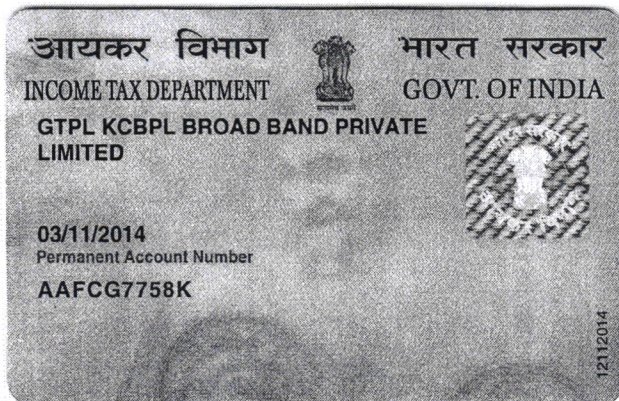 आयकर विभाग
INCOME TAX DEPARTMENT
भारत सरकार
GOVT. OF INDIA
GTPL KCBPL BROAD BAND PRIVATE
LIMITED
03/11/2014
Permanent Account Number
AAFCG7758K
12112014